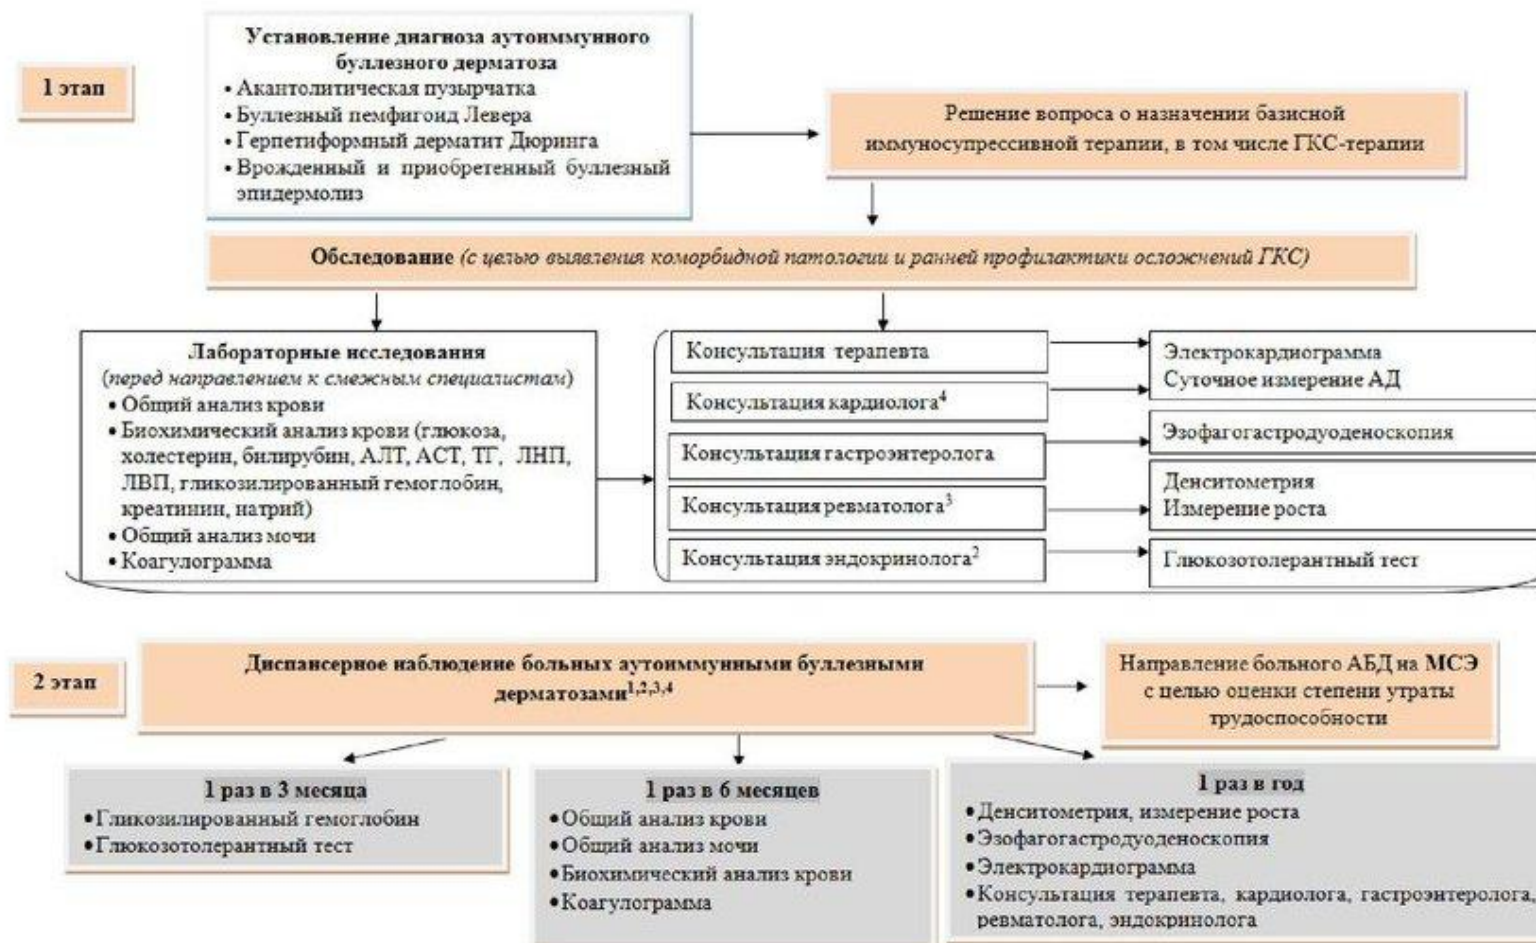 1 этап
Установление диагноза аутоиммунного
буллезного дерматоза
• Акантолитическая пузырчатка
• Буллезный пемфигоид Левера
• Герпетиформный дерматит Дюринга
• Врожденный и приобретенный буллезный
эпидермолиз
Решение вопроса о назначении базисной
иммуносупрессивной терапии, в том числе ГКС-терапии
Обследование (с целью выявления коморбидной патологии и ранней профилактики осложнений ГКС)
Лабораторные исследования
(перед направлением к смежным специалистам)
• Общий анализ крови
• Биохимический анализ крови (глюкоза,
холестерин, билирубин, АЛТ, АСТ, ТГ, ЛНП,
ЛВП, гликозилированный гемоглобин,
креатинин, натрий)
• Общий анализ мочи
• Коагулограмма
Консультация терапевта
Консультация кардиолога⁴
Консультация гастроэнтеролога
Консультация ревматолога³
Консультация эндокринолога²
Электрокардиограмма
Суточное измерение АД
Эзофагогастродуоденоскопия
Денситометрия
Измерение роста
Глюкозотолерантный тест
2 этап
Диспансерное наблюдение больных аутоиммунными буллезными
дерматозами¹,²,³,⁴
Направление больного АБД на МСЭ
с целью оценки степени утраты
трудоспособности
1 раз в 3 месяца
• Гликозилированный гемоглобин
• Глюкозотолерантный тест
1 раз в 6 месяцев
• Общий анализ крови
• Общий анализ мочи
• Биохимический анализ крови
• Коагулограмма
1 раз в год
• Денситометрия, измерение роста
• Эзофагогастродуоденоскопия
• Электрокардиограмма
• Консультация терапевта, кардиолога, гастроэнтеролога,
ревматолога, эндокринолога